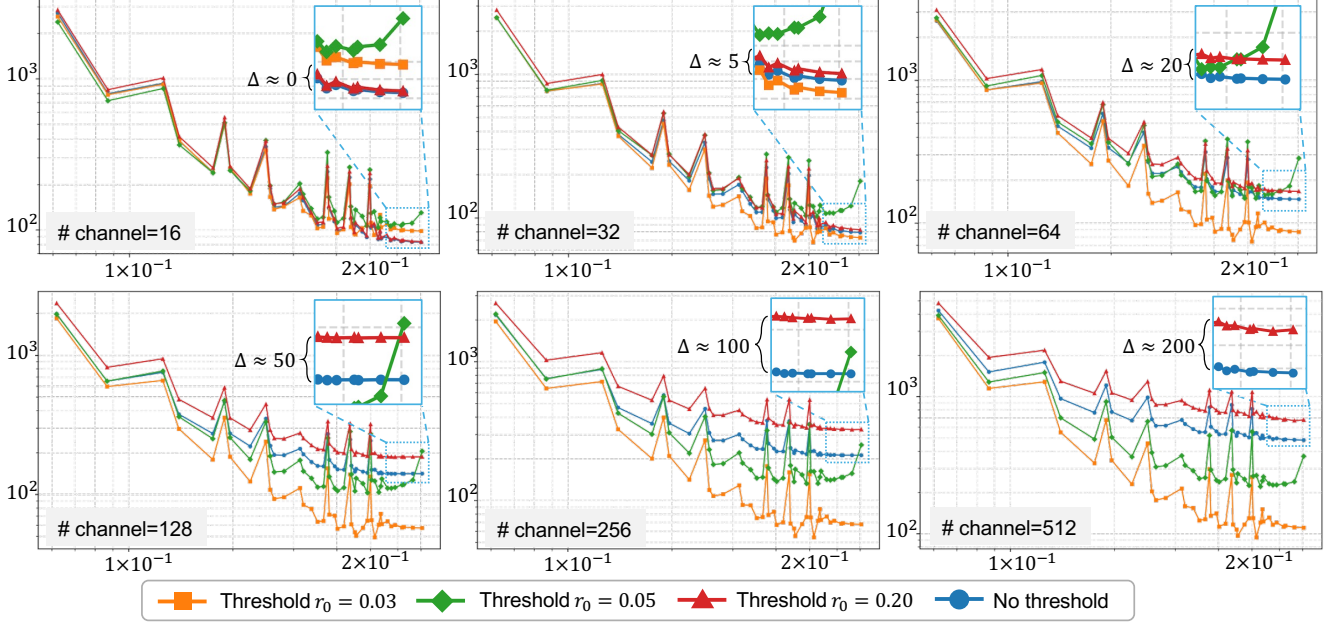 10³
10²
Δ ≈ 0
# channel=16
1×10⁻¹
2×10⁻¹
10³
10²
Δ ≈ 5
# channel=32
1×10⁻¹
2×10⁻¹
10³
10²
Δ ≈ 20
# channel=64
1×10⁻¹
2×10⁻¹
10³
10²
Δ ≈ 50
# channel=128
1×10⁻¹
2×10⁻¹
10³
10²
Δ ≈ 100
# channel=256
1×10⁻¹
2×10⁻¹
10³
10²
Δ ≈ 200
# channel=512
1×10⁻¹
2×10⁻¹
Threshold r₀ = 0.03 Threshold r₀ = 0.05 Threshold r₀ = 0.20 No threshold